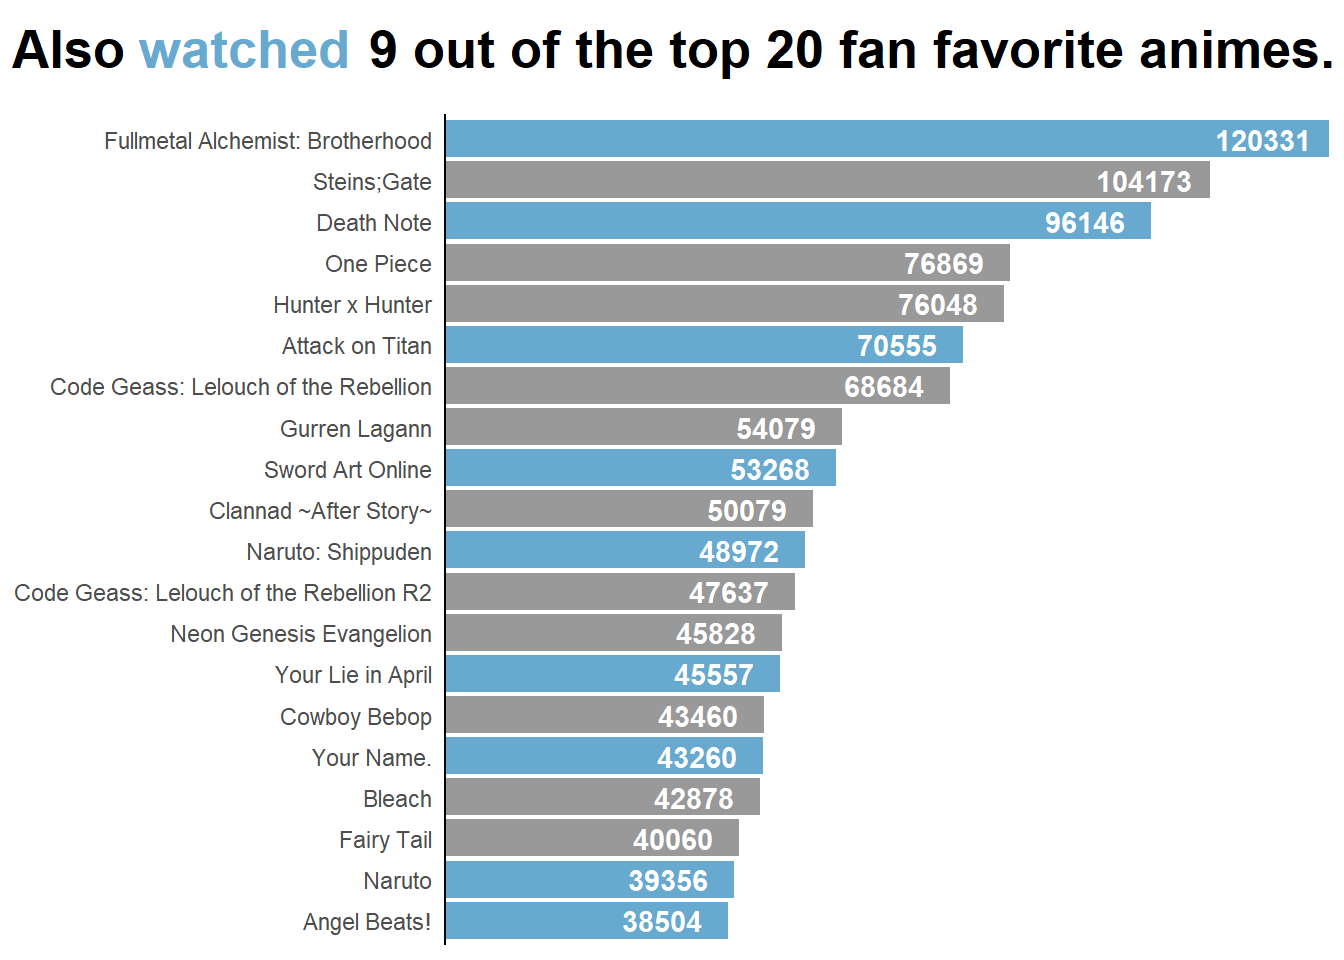 Also watched 9 out of the top 20 fan favorite animes.
Fullmetal Alchemist: Brotherhood 120331
Steins;Gate 104173
Death Note 96146
One Piece 76869
Hunter x Hunter 76048
Attack on Titan 70555
Code Geass: Lelouch of the Rebellion 68684
Gurren Lagann 54079
Sword Art Online 53268
Clannad ~After Story~ 50079
Naruto: Shippuden 48972
Code Geass: Lelouch of the Rebellion R2 47637
Neon Genesis Evangelion 45828
Your Lie in April 45557
Cowboy Bebop 43460
Your Name. 43260
Bleach 42878
Fairy Tail 40060
Naruto 39356
Angel Beats! 38504